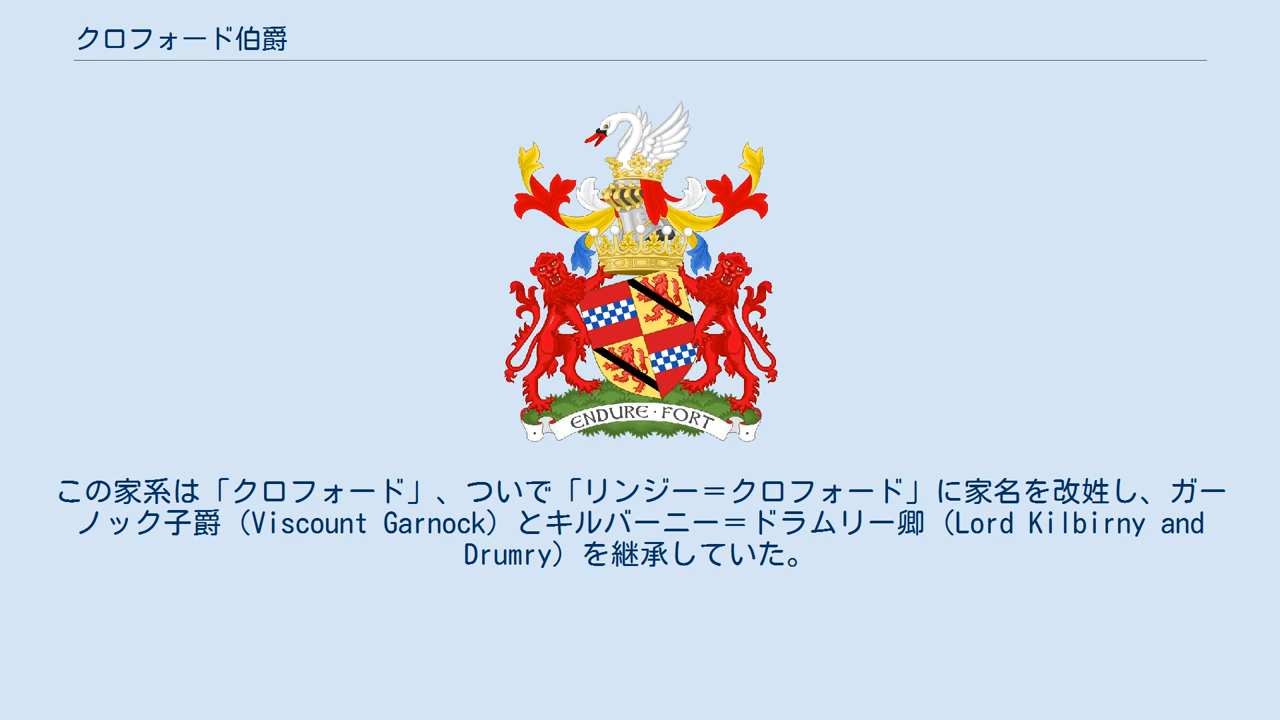 クロフォード伯爵
ENDURE·FORT
この家系は「クロフォード」、ついで「リンジー＝クロフォード」に家名を改姓し、ガー
ノック子爵（Viscount Garnock）とキルバーニー＝ドラムリー卿（Lord Kilbirny and
Drumry）を継承していた。